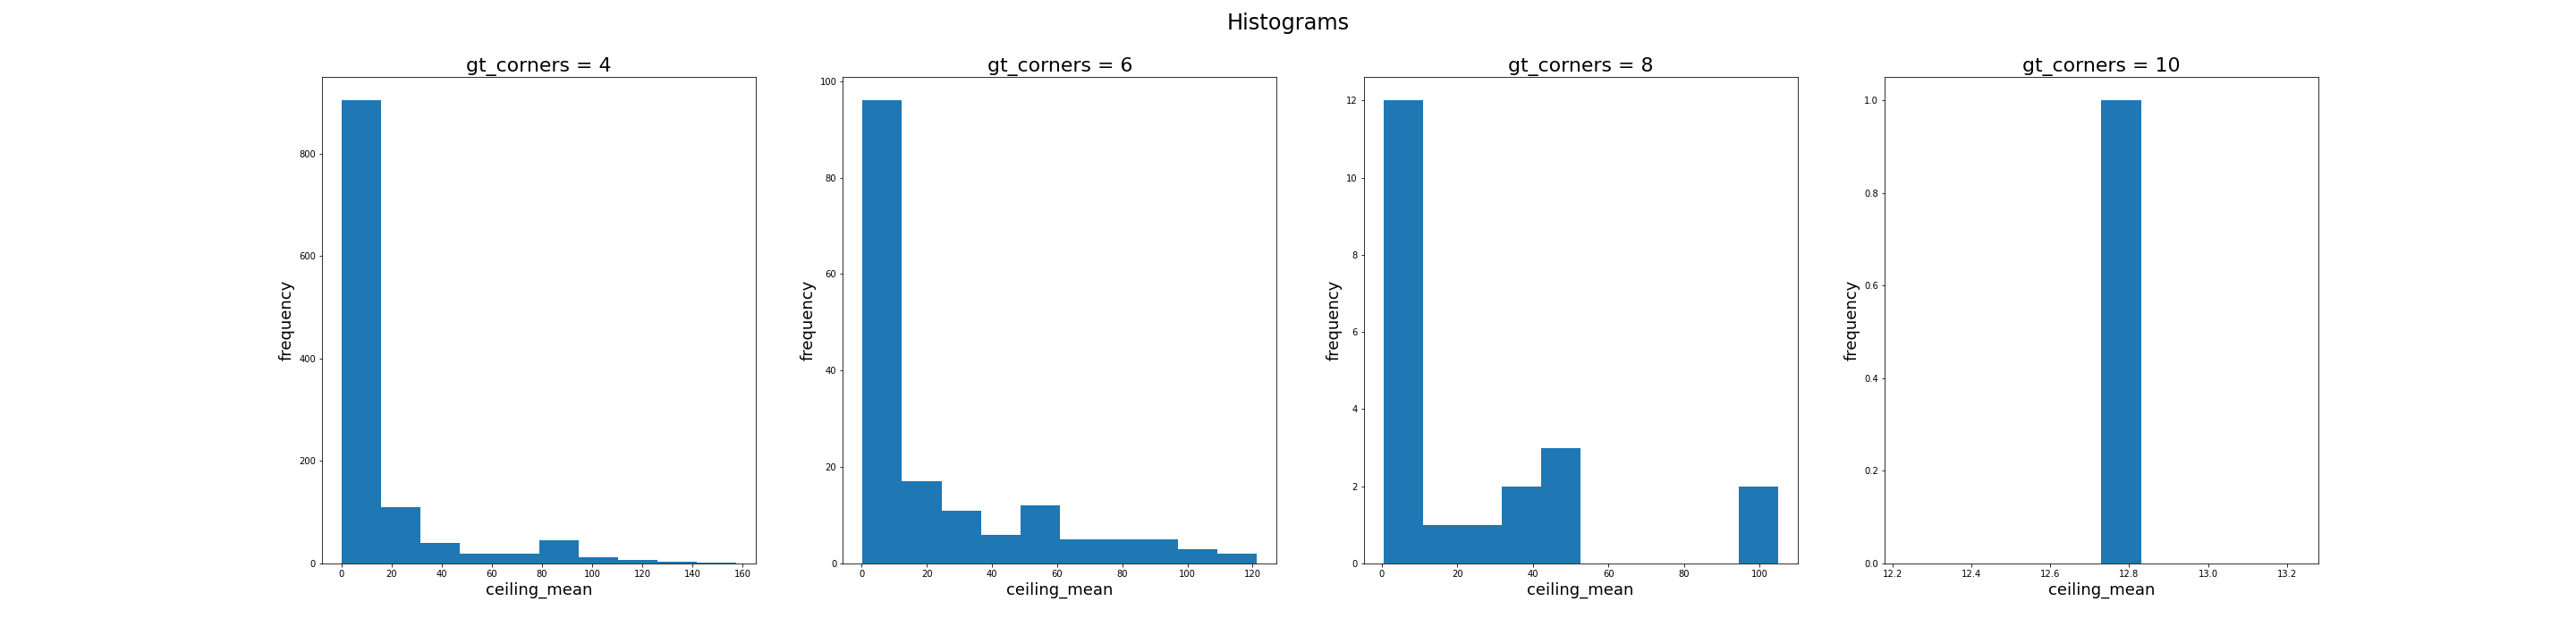 Histograms
gt_corners = 4
gt_corners = 6
gt_corners = 8
gt_corners = 10
frequency
800
600
400
200
0
0 20 40 60 80 100 120 140 160
ceiling_mean
frequency
100
80
60
40
20
0
0 20 40 60 80 100 120
ceiling_mean
frequency
12
10
8
6
4
2
0
0 20 40 60 80 100
ceiling_mean
frequency
1.0
0.8
0.6
0.4
0.2
0.0
12.2 12.4 12.6 12.8 13.0 13.2
ceiling_mean